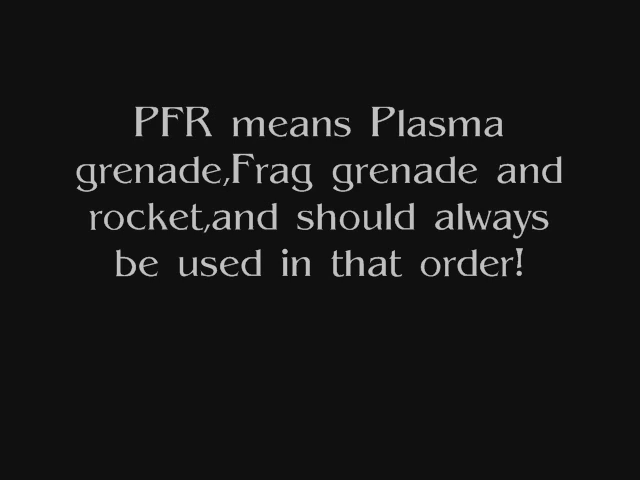 PFR means Plasma
grenade,Frag grenade and
rocket,and should always
be used in that order!